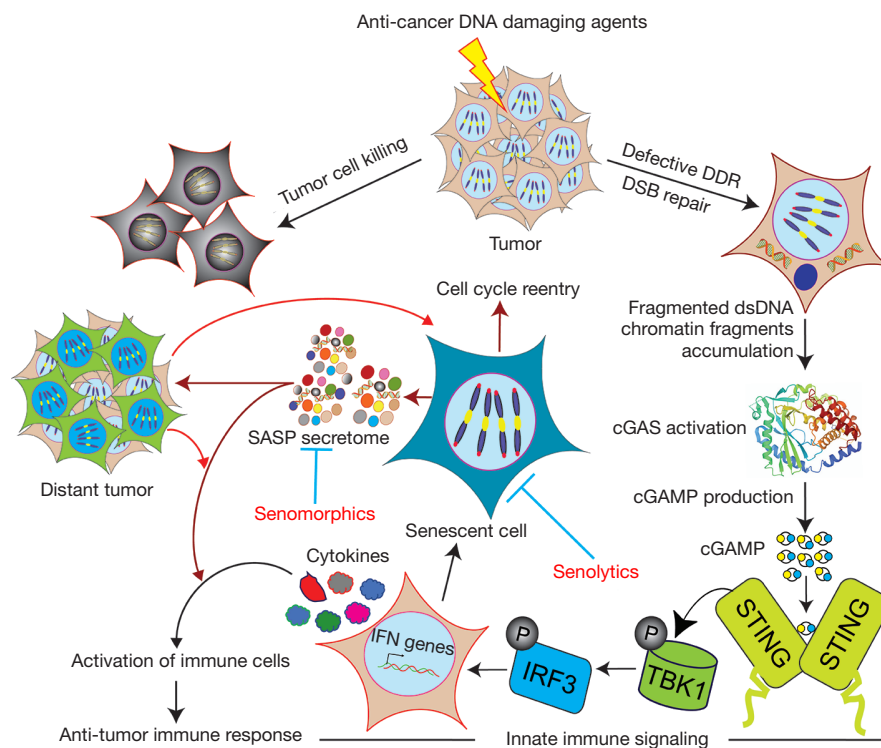 Anti-cancer DNA damaging agents
Tumor cell killing
Defective DDR
DSB repair
Tumor
Cell cycle reentry
Fragmented dsDNA
chromatin fragments
accumulation
SASP secretome
cGAS activation
Distant tumor
Senomorphics
cGAMP production
Senescent cell
Cytokines
Senolytics
cGAMP
STING
STING
P
P
IFN genes
IRF3
TBK1
Activation of immune cells
Anti-tumor immune response
Innate immune signaling